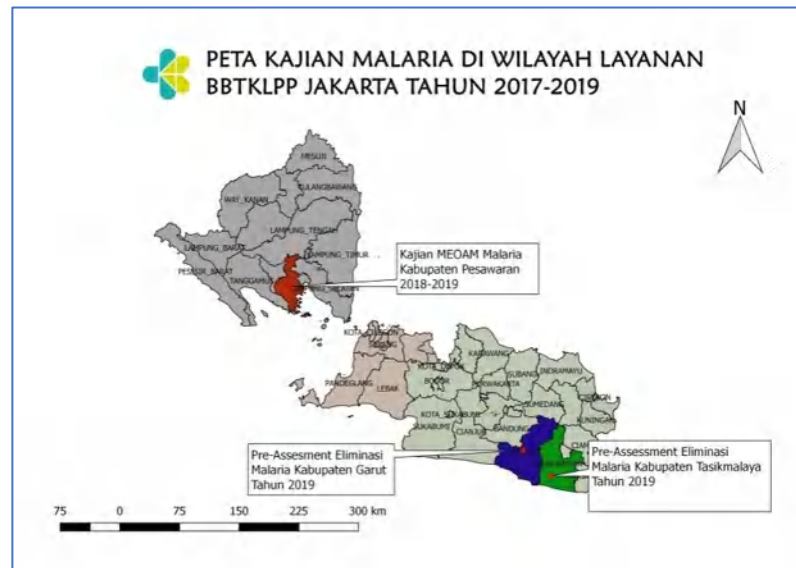 PETA KAJIAN MALARIA DI WILAYAH LAYANAN
BBTKLPP JAKARTA TAHUN 2017-2019
N
MESUJI
TULANGBAWANG
WAY_KANAN
LAMPUNG_TENGAH
LAMPUNG_BARAT
LAMPUNG_TIMUR
PESISIR_BARAT
TANGGAMUS
Kajian MEOAM Malaria
Kabupaten Pesawaran
2018-2019
PANDEGLANG
LEBAK
BOGOR
KARAWANG
SUBANG
INDRAMAYU
PURWAKARTA
SUMEDANG
KUNINGAN
KOTA_SUKABUMI
SUKABUMI
CIANJUR
BANDUNG
Pre-Assesment Eliminasi
Malaria Kabupaten Garut
Tahun 2019
Pre-Assessment Eliminasi
Malaria Kabupaten Tasikmalaya
Tahun 2019
75 0 75 150 225 300 km